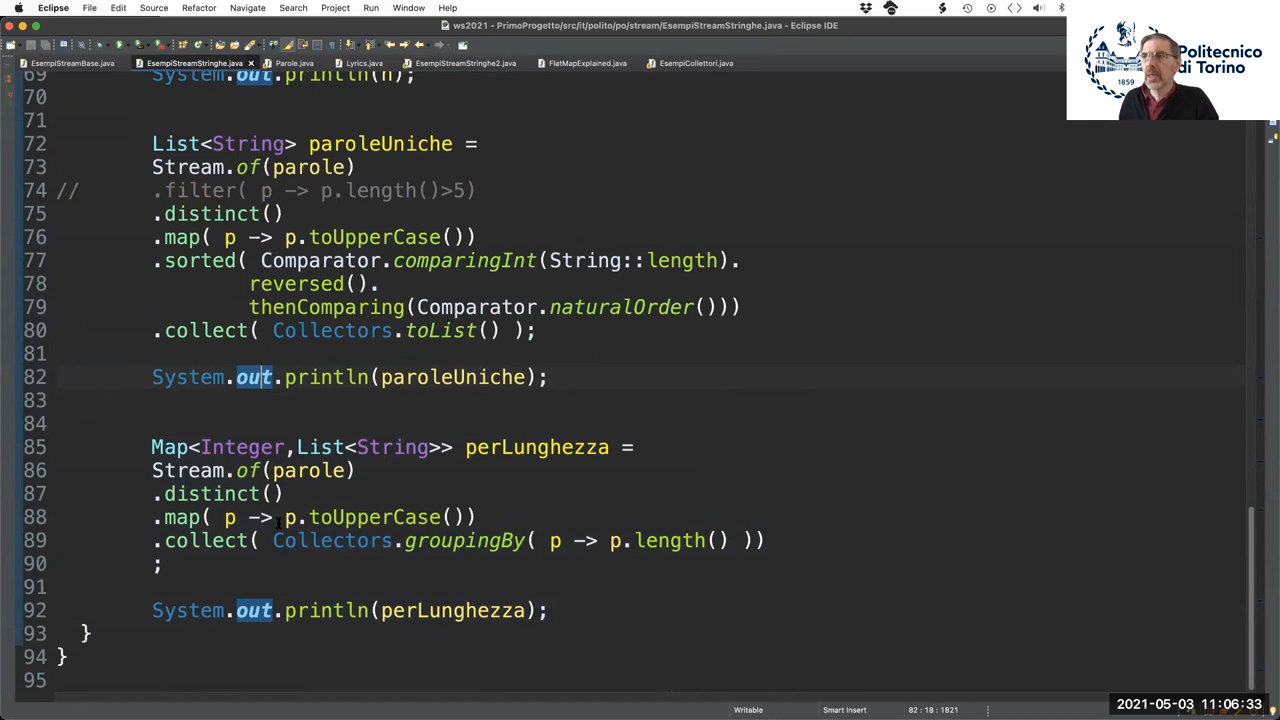 Eclipse File Edit Source Refactor Navigate Search Project Run Window Help
ws2021 - PrimoProgetto/src/it/polito/po/stream/EsempiStreamStringhe.java - Eclipse IDE
EsempiStreamBase.java EsempiStreamStringhe.java Parole.java Lyrics.java EsempiStreamStringhe2.java FlatMapExplained.java EsempiCollettori.java
Politecnico
di Torino
1859
69 System.out.println(n);
70
71
72 List<String> paroleUniche =
73 Stream.of(parole)
74 // .filter( p -> p.length()>5)
75 .distinct()
76 .map( p -> p.toUpperCase())
77 .sorted( Comparator.comparingInt(String::length).
78 reversed().
79 thenComparing(Comparator.naturalOrder()))
80 .collect( Collectors.toList() );
81
82 System.out.println(paroleUniche);
83
84
85 Map<Integer,List<String>> perLunghezza =
86 Stream.of(parole)
87 .distinct()
88 .map( p -> p.toUpperCase())
89 .collect( Collectors.groupingBy( p -> p.length() ))
90 ;
91
92 System.out.println(perLunghezza);
93 }
94 }
95
Writable Smart Insert 82 : 18 : 1821
2021-05-03 11:06:33